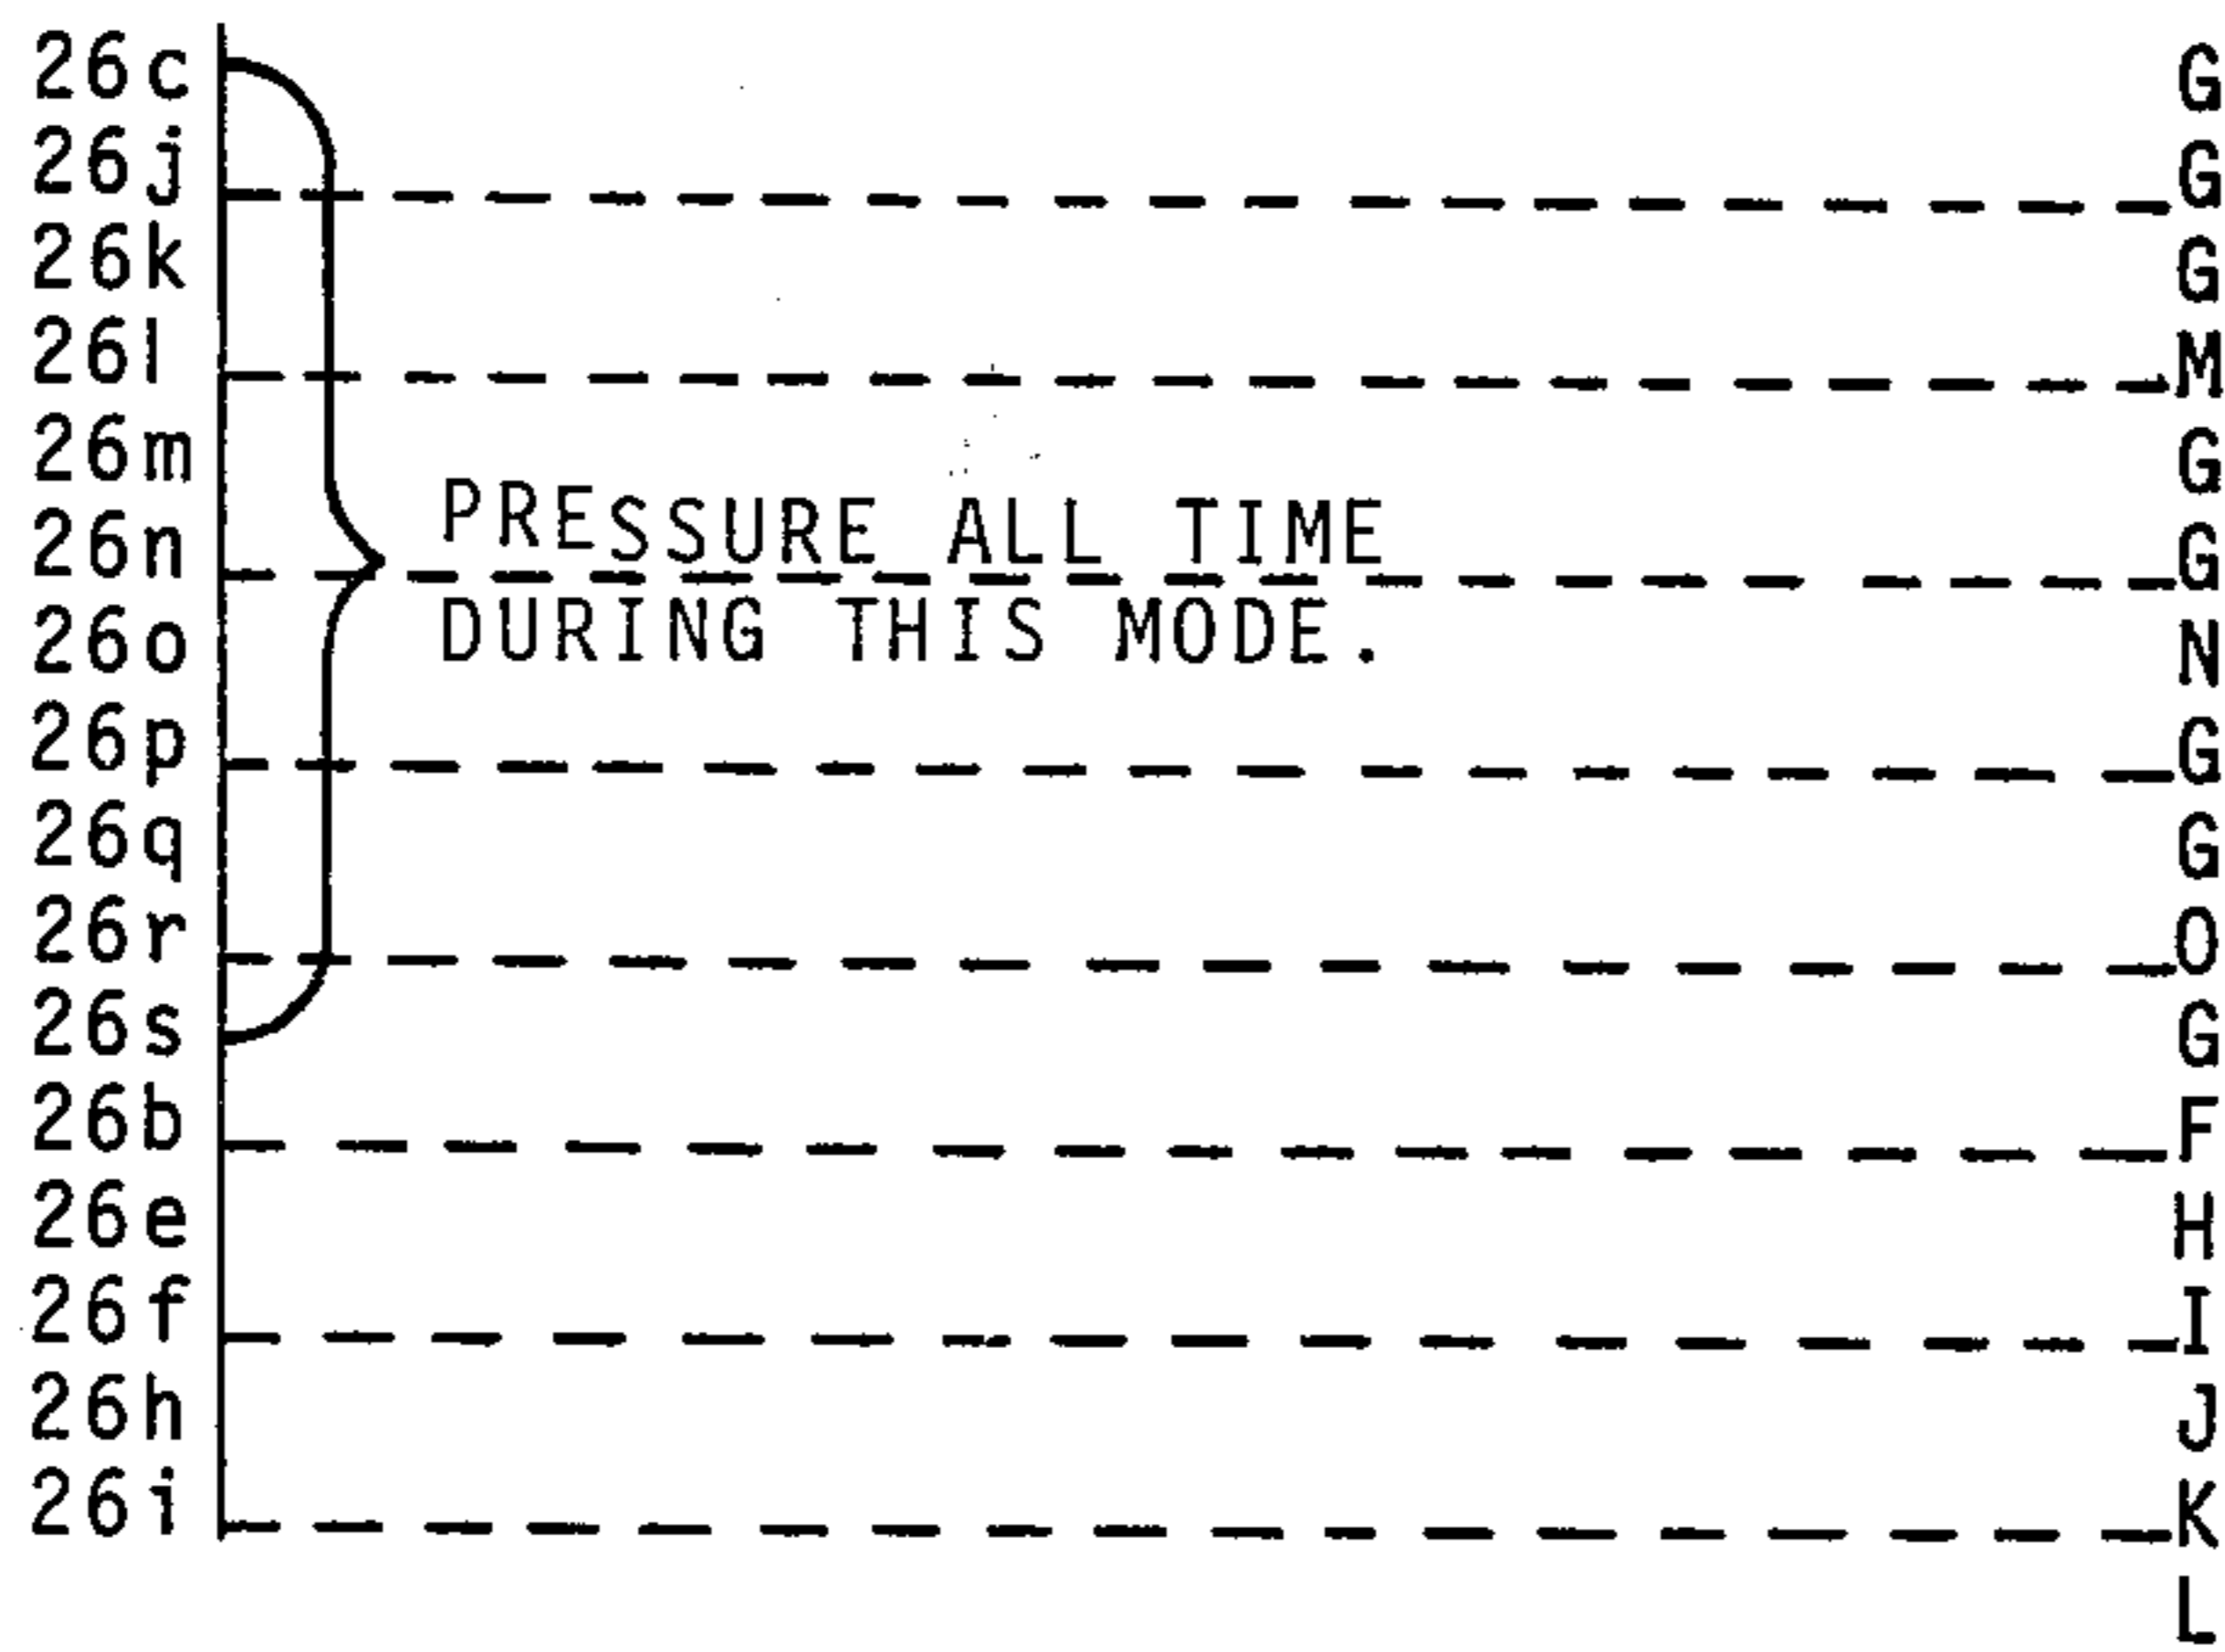 26c G
26j G
26k G
26l M
26m G
PRESSURE ALL TIME
26n G
DURING THIS MODE.
26o N
26p G
26q G
26r O
26s G
26b F
26e H
26f I
26h J
26i K
L